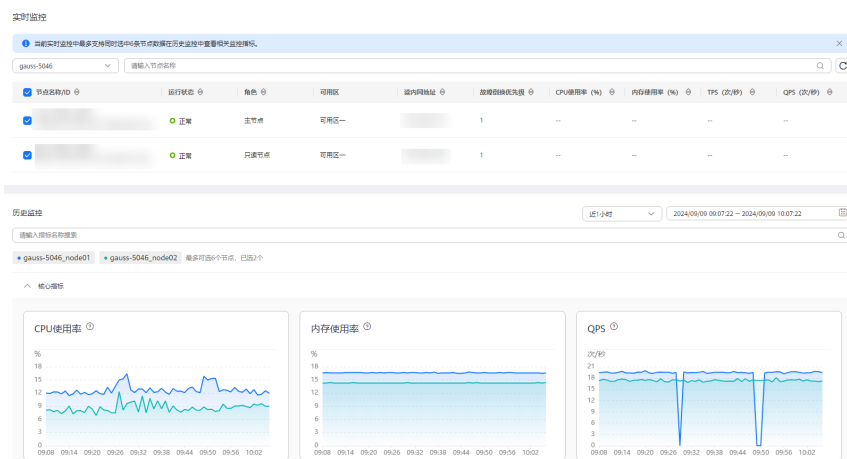 实时监控
当前实时监控中最多支持同时选中6条节点数据在历史监控中查看相关监控指标。
gauss-5046 请输入节点名称
节点名称/ID 运行状态 角色 可用区 读内网地址 故障倒换优先级 CPU使用率 (%) 内存使用率 (%) TPS (次/秒) QPS (次/秒)
正常 主节点 可用区一 1 -- -- -- --
正常 只读节点 可用区一 1 -- -- -- --
历史监控 近1小时 2024/09/09 09:07:22 – 2024/09/09 10:07:22
请输入指标名称搜索
gauss-5046_node01 gauss-5046_node02 最多可选6个节点，已选2个
核心指标
CPU使用率
%
18
15
12
9
6
3
0
09:08 09:14 09:20 09:26 09:32 09:38 09:44 09:50 09:56 10:02
内存使用率
%
18
15
12
9
6
3
0
09:08 09:14 09:20 09:26 09:32 09:38 09:44 09:50 09:56 10:02
QPS
次/秒
21
18
15
12
9
6
3
0
09:08 09:14 09:20 09:26 09:32 09:38 09:44 09:50 09:56 10:02